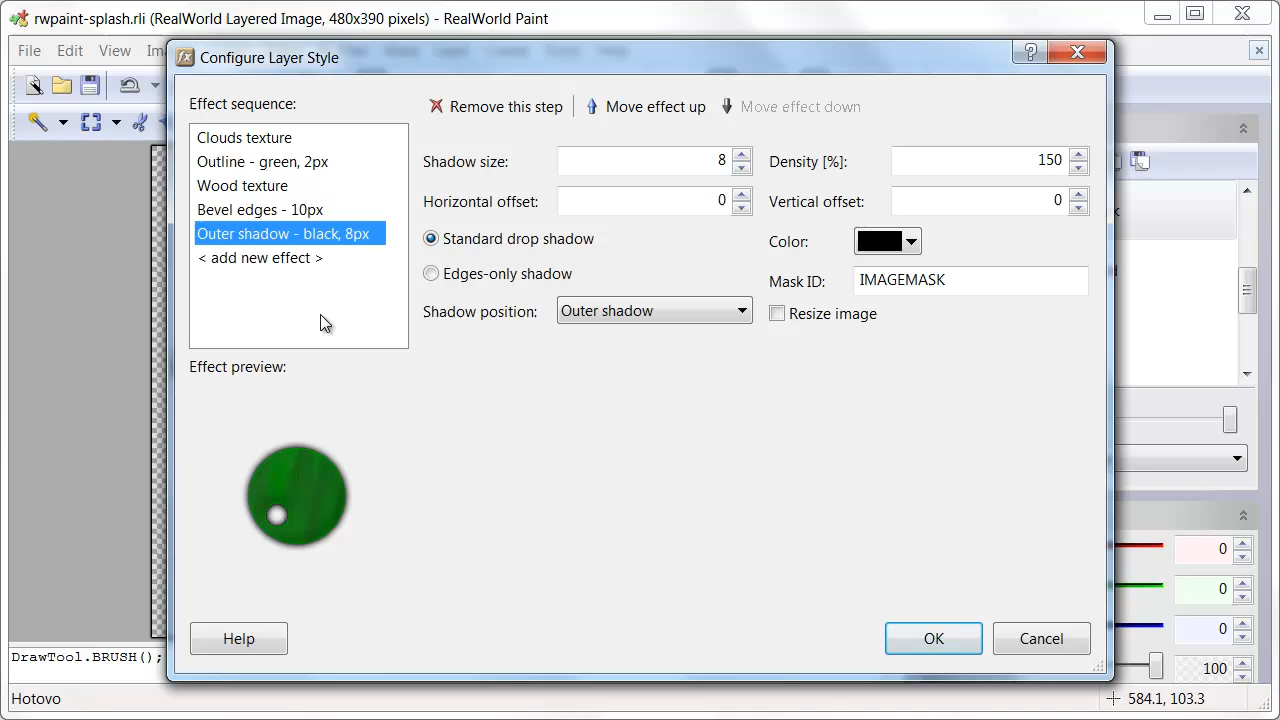 rwpaint-splash.rli (RealWorld Layered Image, 480x390 pixels) - RealWorld Paint
File Edit View
Configure Layer Style
Effect sequence:
Remove this step
Move effect up
Move effect down
Clouds texture
Outline - green, 2px
Wood texture
Bevel edges - 10px
Outer shadow - black, 8px
< add new effect >
Shadow size: 8
Density [%]: 150
Horizontal offset: 0
Vertical offset: 0
Standard drop shadow
Color:
Edges-only shadow
Mask ID: IMAGEMASK
Shadow position: Outer shadow
Resize image
Effect preview:
0
0
0
100
Help
OK
Cancel
DrawTool.BRUSH();
Hotovo
584.1, 103.3